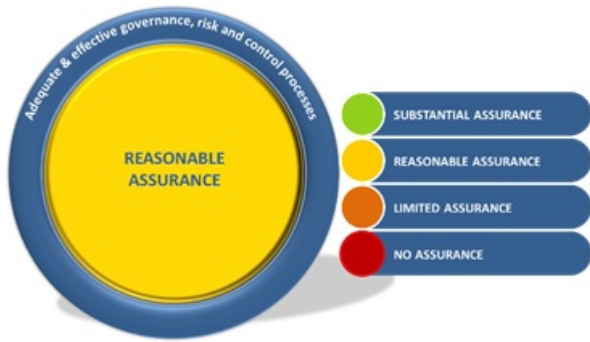 Adequate & effective governance, risk and control processes
REASONABLE
ASSURANCE
SUBSTANTIAL ASSURANCE
REASONABLE ASSURANCE
LIMITED ASSURANCE
NO ASSURANCE